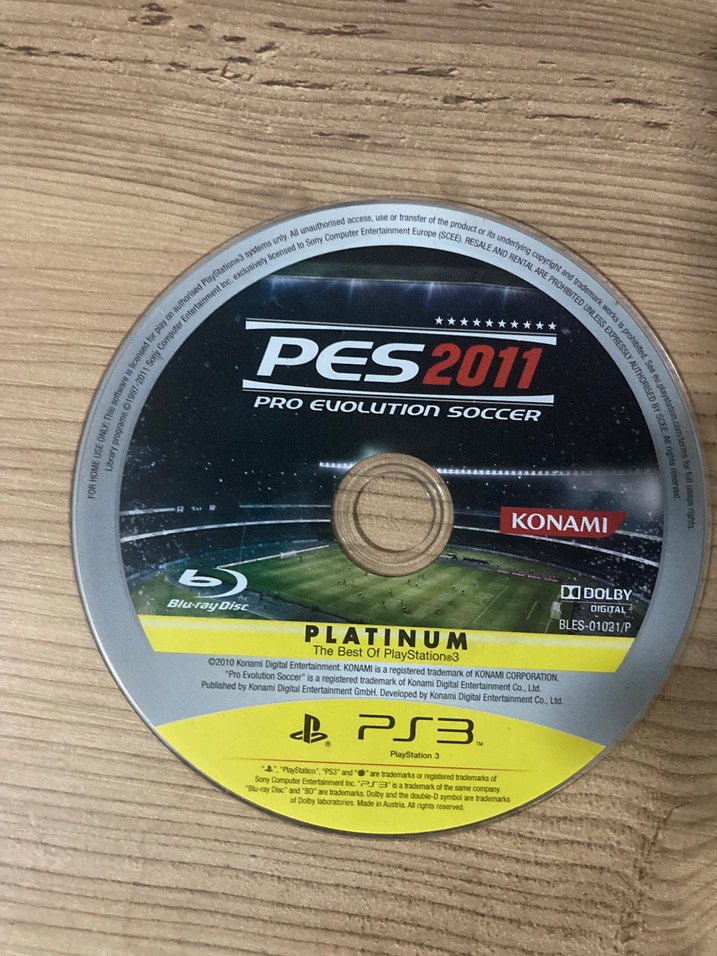 FOR HOME USE ONLY: This software is licensed for play on authorised PlayStation®3 systems only. All unauthorised access, use or transfer of the product or its underlying copyright and trademark works is prohibited. See eu.playstation.com/terms for full usage rights.
Library programs ©1997-2011 Sony Computer Entertainment Inc. exclusively licensed to Sony Computer Entertainment Europe (SCEE). RESALE AND RENTAL ARE PROHIBITED UNLESS EXPRESSLY AUTHORISED BY SCEE. All rights reserved.
PES 2011
PRO EVOLUTION SOCCER
KONAMI
Blu-ray Disc
DOLBY
DIGITAL
BLES-01021/P
PLATINUM
The Best Of PlayStation®3
©2010 Konami Digital Entertainment. KONAMI is a registered trademark of KONAMI CORPORATION.
"Pro Evolution Soccer" is a registered trademark of Konami Digital Entertainment Co., Ltd.
Published by Konami Digital Entertainment GmbH. Developed by Konami Digital Entertainment Co., Ltd.
PS3™
PlayStation 3
" ", "PlayStation", "PS3" and " " are trademarks or registered trademarks of
Sony Computer Entertainment Inc. "PS3" is a trademark of the same company.
"Blu-ray Disc" and "BD" are trademarks. Dolby and the double-D symbol are trademarks
of Dolby laboratories. Made in Austria. All rights reserved.